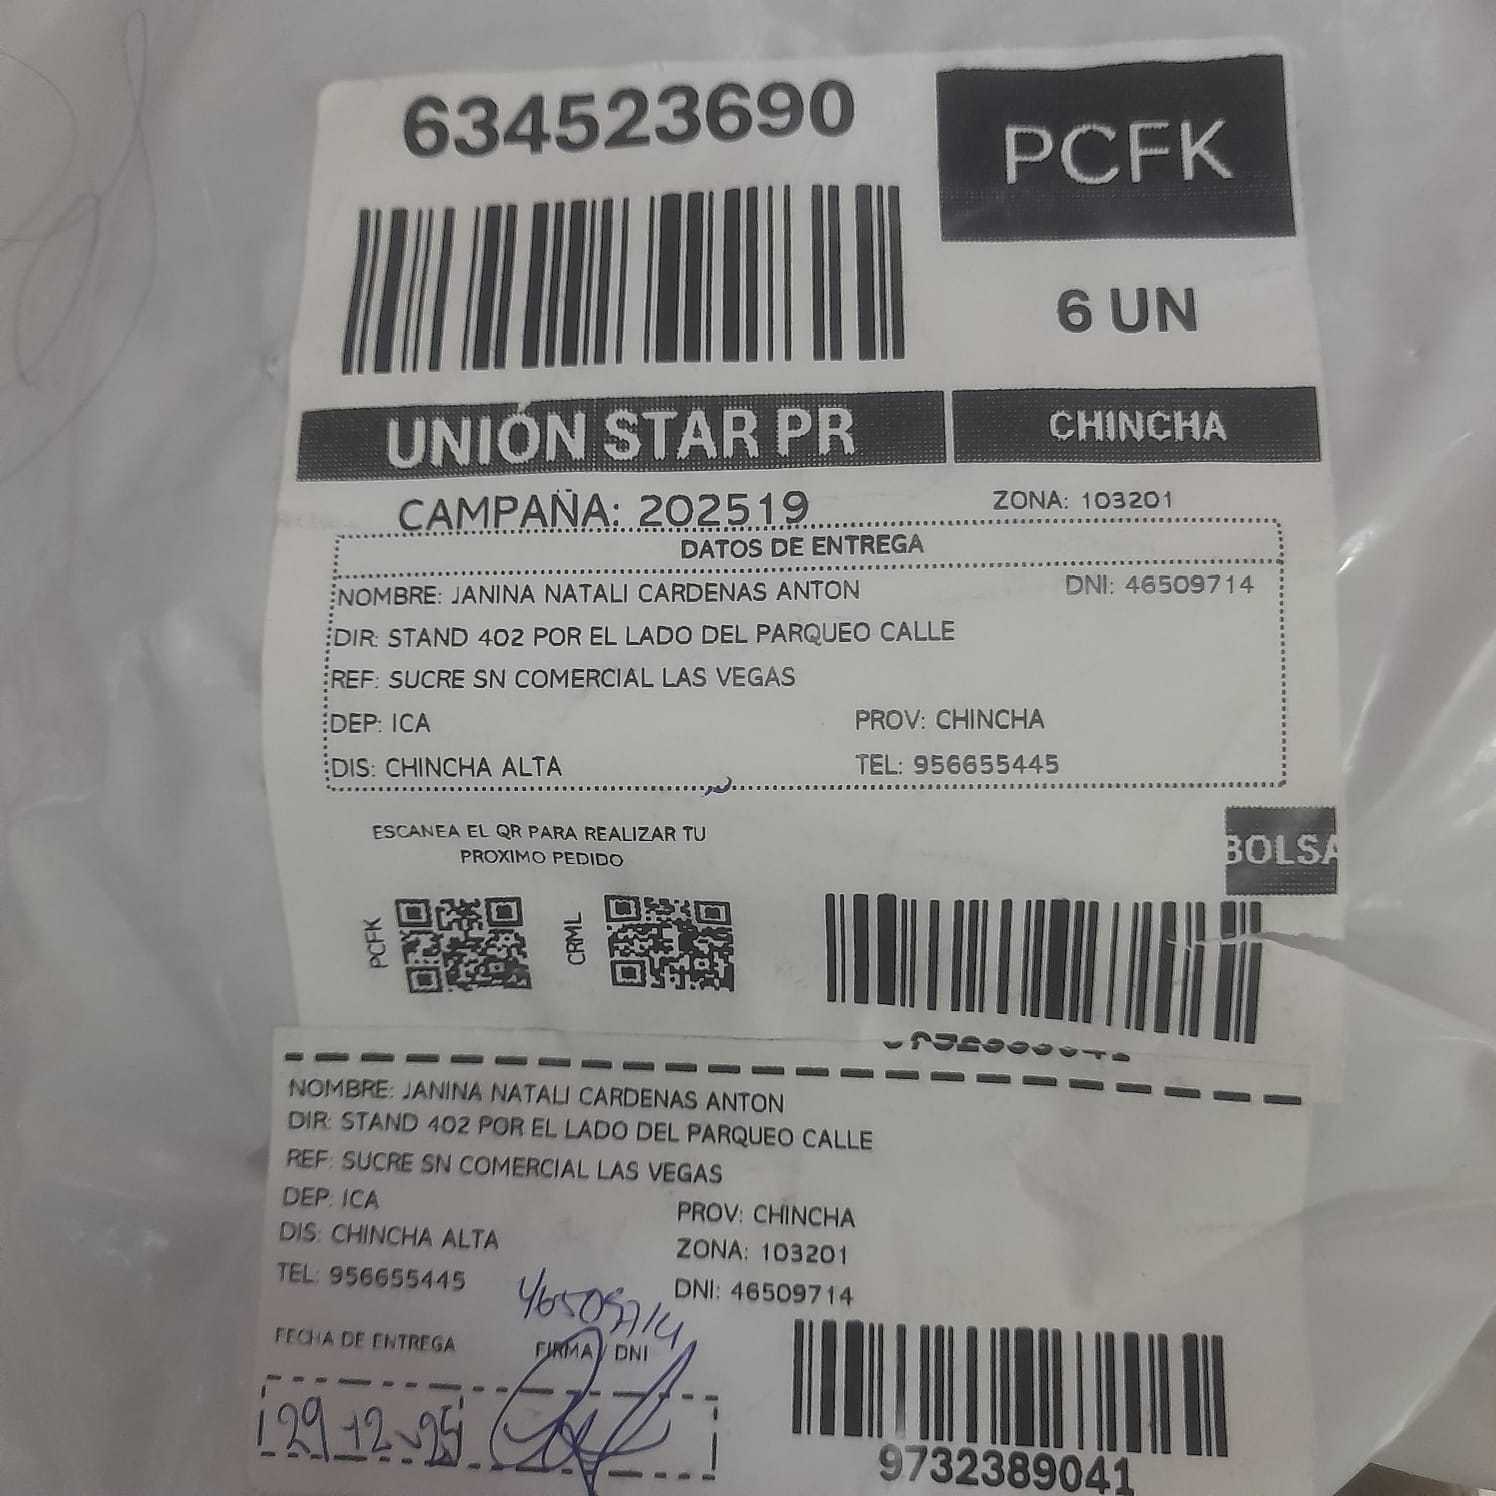 634523690
PCFK
6 UN
UNIÓN STAR PR
CHINCHA
CAMPAÑA: 202519
ZONA: 103201
DATOS DE ENTREGA
NOMBRE: JANINA NATALI CARDENAS ANTON
DNI: 46509714
DIR: STAND 402 POR EL LADO DEL PARQUEO CALLE
REF: SUCRE SN COMERCIAL LAS VEGAS
DEP: ICA
PROV: CHINCHA
DIS: CHINCHA ALTA
TEL: 956655445
ESCANEA EL QR PARA REALIZAR TU
PROXIMO PEDIDO
BOLSA
PCFK
CRML
NOMBRE: JANINA NATALI CARDENAS ANTON
DIR: STAND 402 POR EL LADO DEL PARQUEO CALLE
REF: SUCRE SN COMERCIAL LAS VEGAS
DEP: ICA
PROV: CHINCHA
DIS: CHINCHA ALTA
ZONA: 103201
TEL: 956655445
DNI: 46509714
46509714
FECHA DE ENTREGA
FIRMA / DNI
29-12-25
9732389041